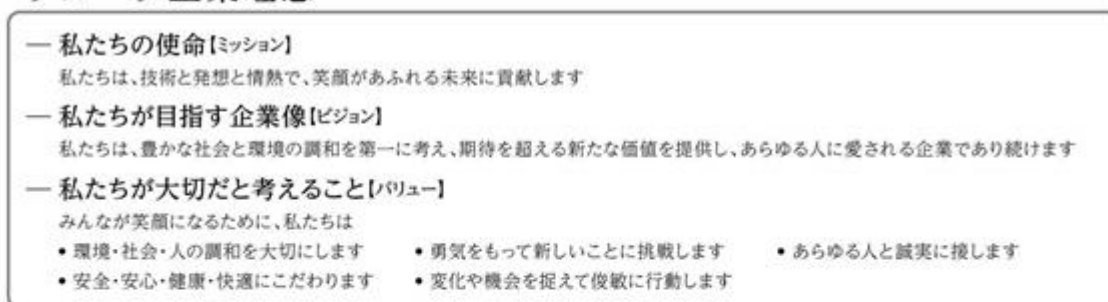 ― 私たちの使命【ミッション】
私たちは、技術と発想と情熱で、笑顔があふれる未来に貢献します
― 私たちが目指す企業像【ビジョン】
私たちは、豊かな社会と環境の調和を第一に考え、期待を超える新たな価値を提供し、あらゆる人に愛される企業であり続けます
― 私たちが大切だと考えること【バリュー】
みんなが笑顔になるために、私たちは
• 環境・社会・人の調和を大切にします • 勇気をもって新しいことに挑戦します • あらゆる人と誠実に接します
• 安全・安心・健康・快適にこだわります • 変化や機会を捉えて俊敏に行動します